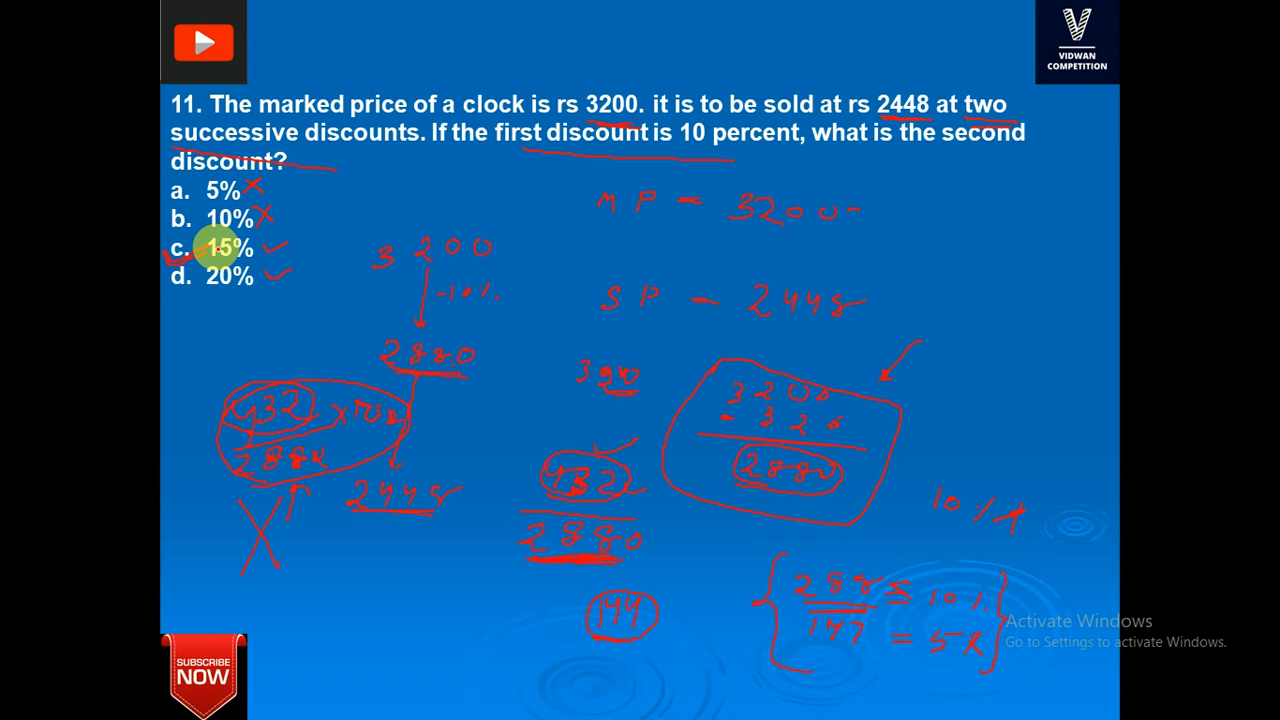 V
VIDWAN
COMPETITION
11. The marked price of a clock is rs 3200. it is to be sold at rs 2448 at two
successive discounts. If the first discount is 10 percent, what is the second
discount?
a. 5%
b. 10%
c. 15%
d. 20%
MP - 3200
3200
-10%
SP - 2448
2880
3200
- 320
2880
432
288
2448
432
2880
10%
144
288 = 10%
= 5%
Activate Windows
Go to Settings to activate Windows.
SUBSCRIBE
NOW